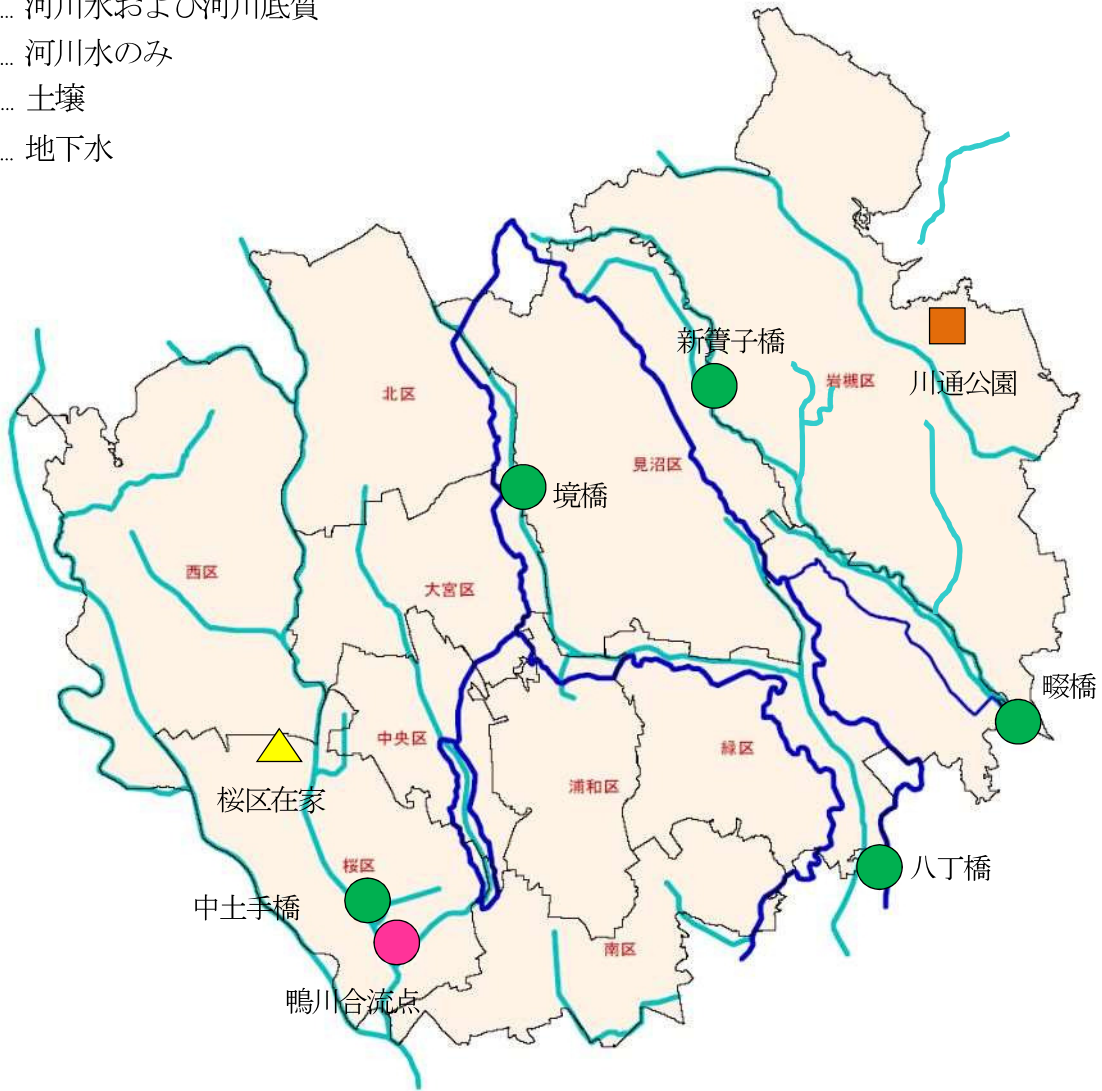 … 河川水および河川底質
… 河川水のみ
… 土壌
… 地下水
新簀子橋
岩槻区
川通公園
北区
見沼区
境橋
西区
大宮区
畷橋
中央区
緑区
浦和区
桜区在家
桜区
八丁橋
中土手橋
南区
鴨川合流点